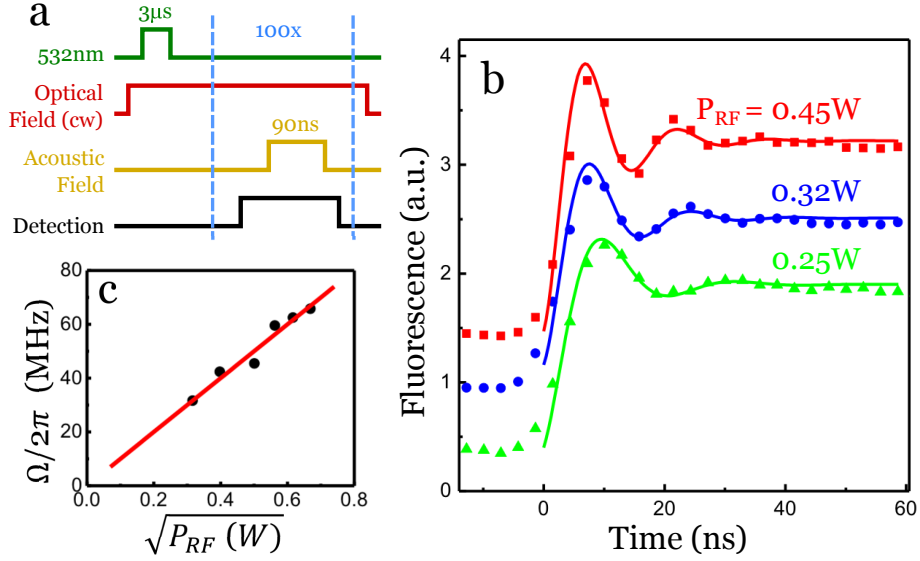 a
3μs
532nm
100x
Optical
Field (cw)
90ns
Acoustic
Field
Detection
b
4
3
2
1
0
Fluorescence (a.u.)
P_RF = 0.45W
0.32W
0.25W
0
20
40
60
Time (ns)
c
80
60
40
20
0
Ω/2π (MHz)
0.0
0.2
0.4
0.6
0.8
√P_RF (W)